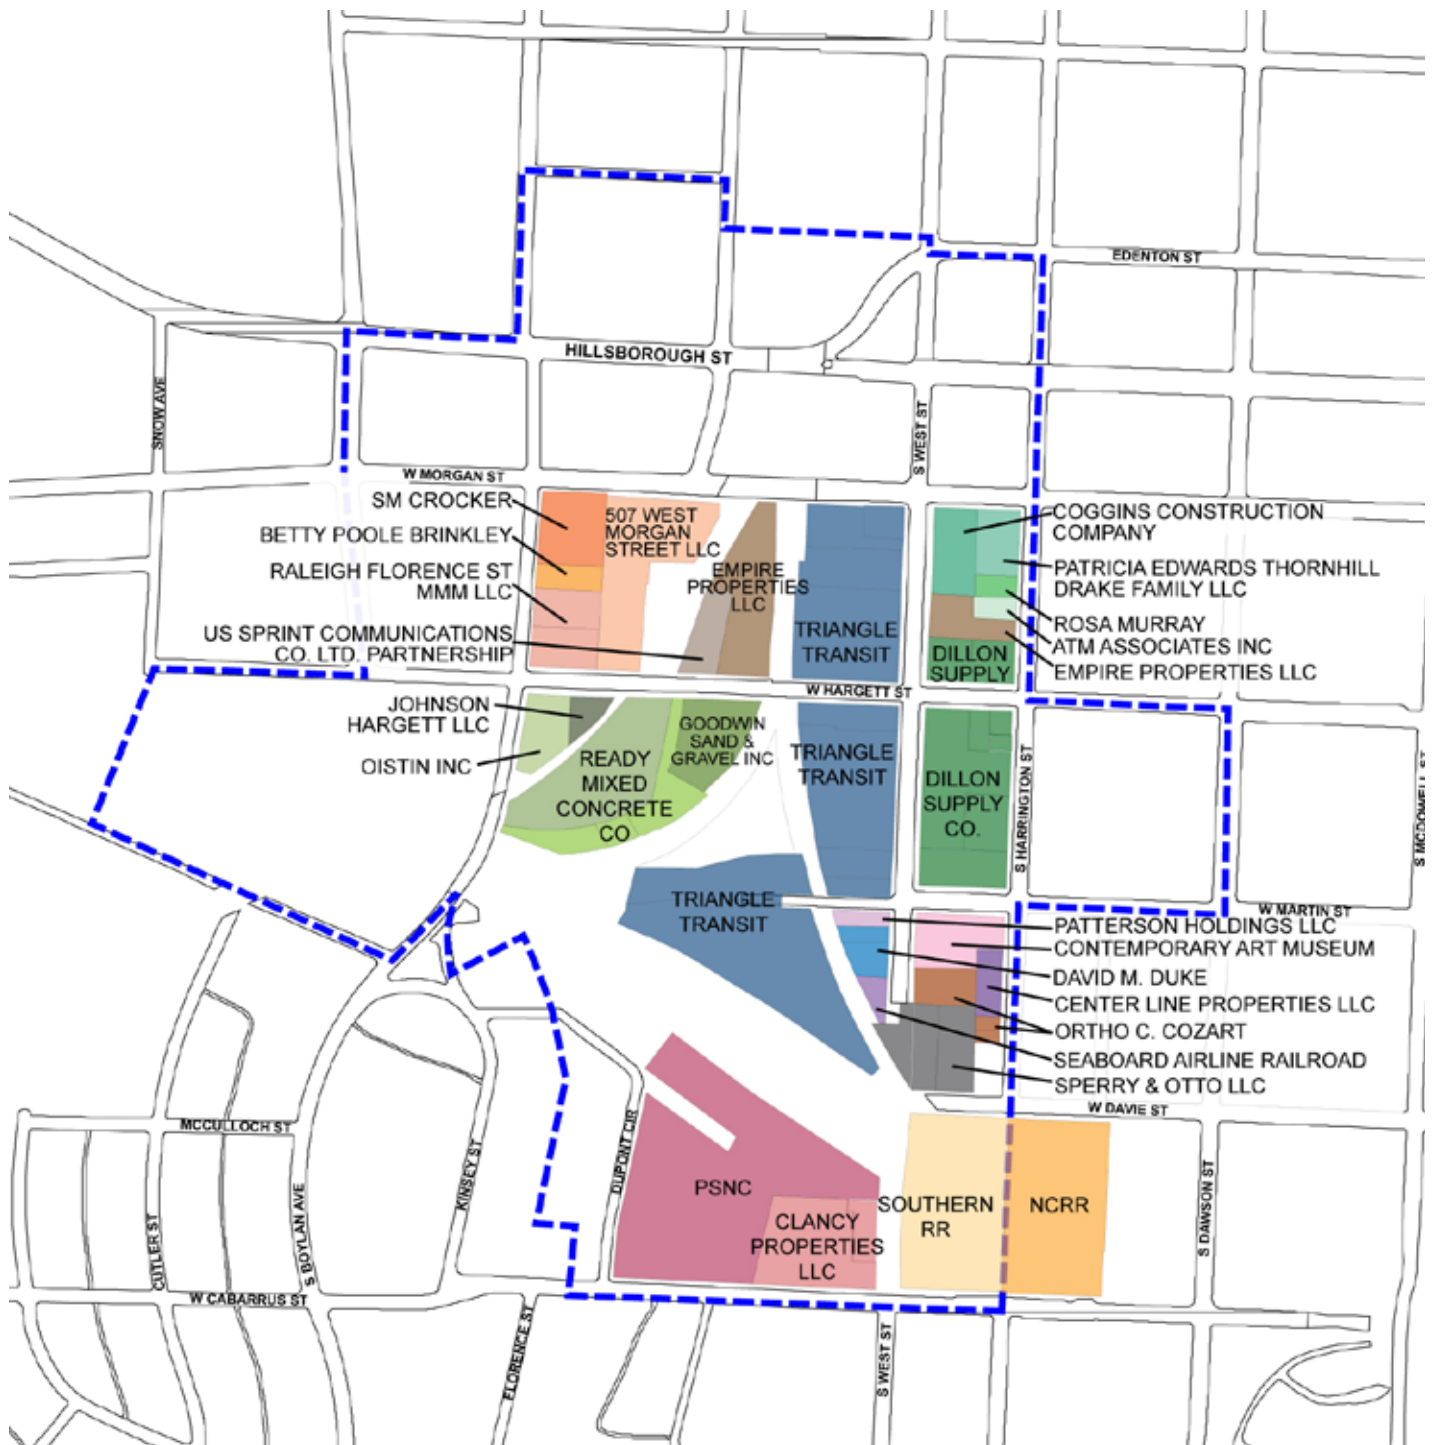 EDENTON ST
HILLSBOROUGH ST
SNOW AVE
S WEST ST
W MORGAN ST
SM CROCKER
BETTY POOLE BRINKLEY
RALEIGH FLORENCE ST
MMM LLC
US SPRINT COMMUNICATIONS
CO. LTD. PARTNERSHIP
507 WEST
MORGAN
STREET LLC
EMPIRE
PROPERTIES
LLC
TRIANGLE
TRANSIT
DILLON
SUPPLY
COGGINS CONSTRUCTION
COMPANY
PATRICIA EDWARDS THORNHILL
DRAKE FAMILY LLC
ROSA MURRAY
ATM ASSOCIATES INC
EMPIRE PROPERTIES LLC
W HARGETT ST
JOHNSON
HARGETT LLC
OISTIN INC
READY
MIXED
CONCRETE
CO
GOODWIN
SAND &
GRAVEL INC
TRIANGLE
TRANSIT
DILLON
SUPPLY
CO.
S HARRINGTON ST
S MCDOWELL ST
TRIANGLE
TRANSIT
W MARTIN ST
PATTERSON HOLDINGS LLC
CONTEMPORARY ART MUSEUM
DAVID M. DUKE
CENTER LINE PROPERTIES LLC
ORTHO C. COZART
SEABOARD AIRLINE RAILROAD
SPERRY & OTTO LLC
W DAVIE ST
MCCULLOCH ST
CUTLER ST
S BOYLAN AVE
KINSEY ST
DUPONT CIR
PSNC
CLANCY
PROPERTIES
LLC
SOUTHERN
RR
NCRR
S DAWSON ST
W CABARRUS ST
FLORENCE ST
S WEST ST